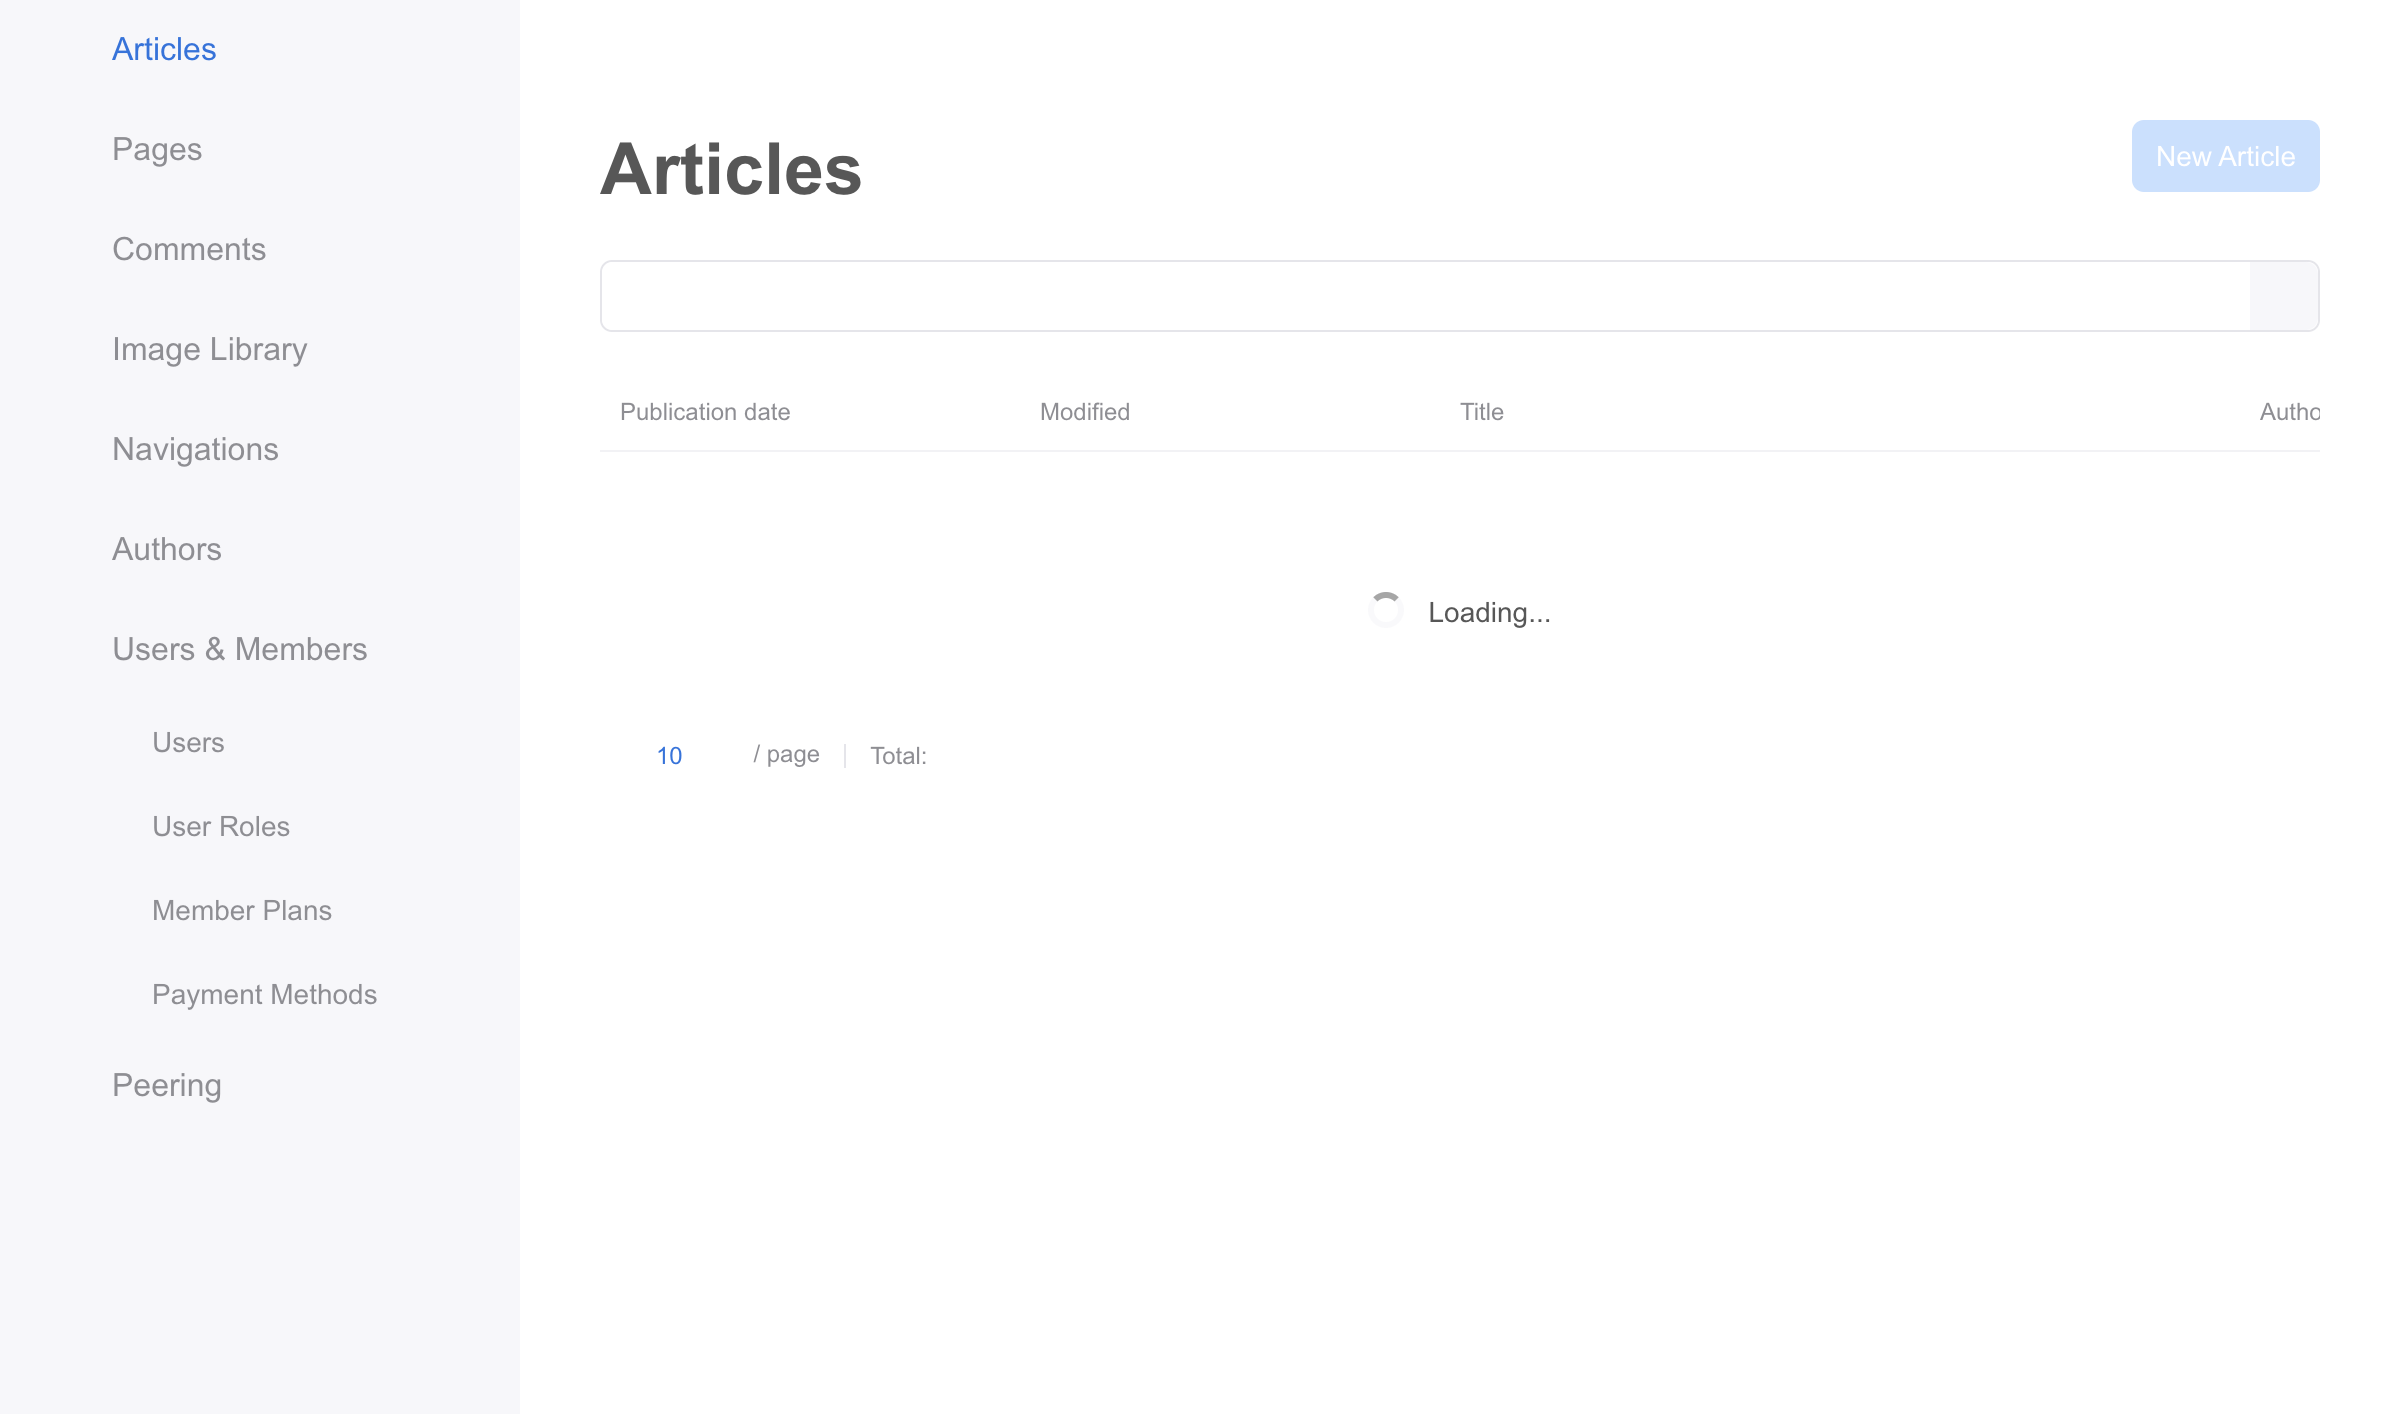 Articles
Pages
Comments
Image Library
Navigations
Authors
Users & Members
Users
User Roles
Member Plans
Payment Methods
Peering
Articles
New Article
Publication date Modified Title Autho
Loading...
10 / page Total: